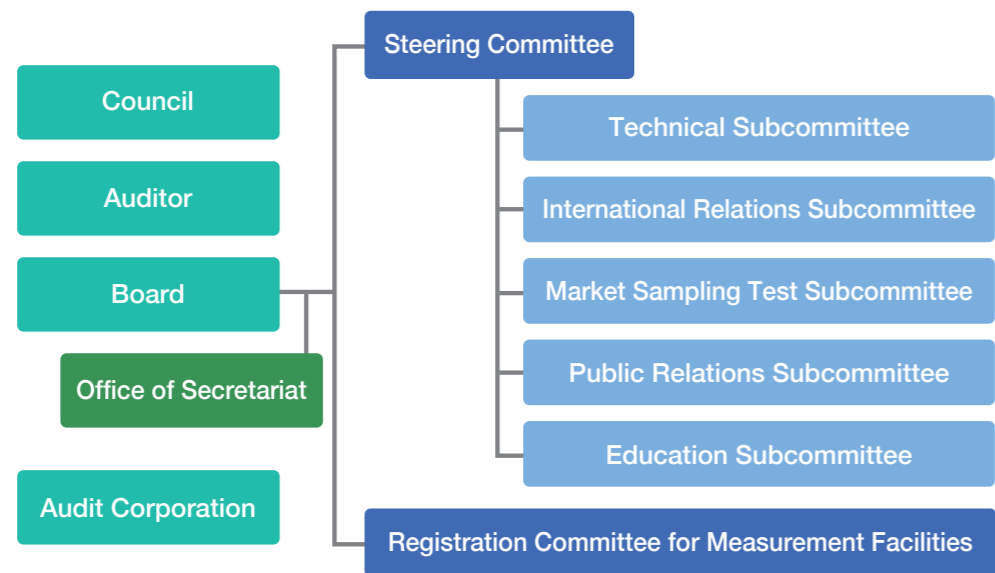 Council
Auditor
Board
Office of Secretariat
Audit Corporation
Steering Committee
Technical Subcommittee
International Relations Subcommittee
Market Sampling Test Subcommittee
Public Relations Subcommittee
Education Subcommittee
Registration Committee for Measurement Facilities